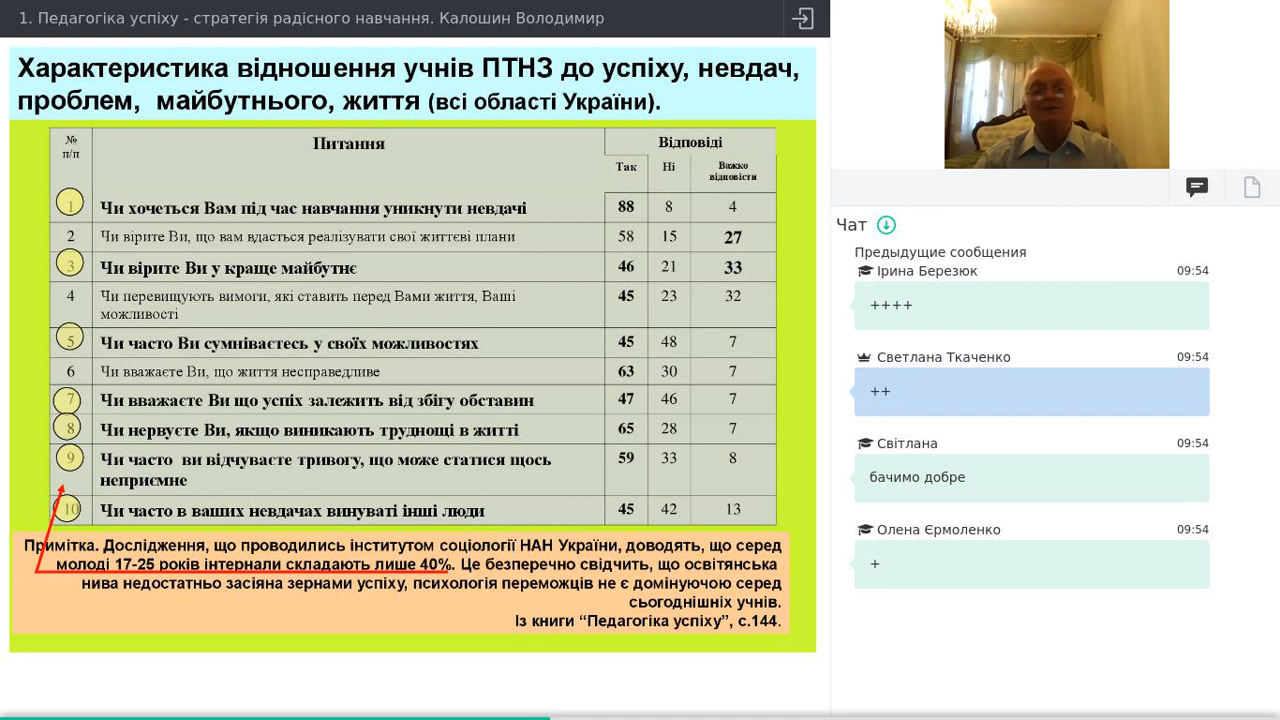 1. Педагогіка успіху - стратегія радісного навчання. Калошин Володимир
Характеристика відношення учнів ПТНЗ до успіху, невдач,
проблем, майбутнього, життя (всі області України).
№
п/п
Питання
Відповіді
Так
Ні
Важко
відповісти
1 Чи хочеться Вам під час навчання уникнути невдачі 88 8 4
2 Чи вірите Ви, що вам вдасться реалізувати свої життєві плани 58 15 27
3 Чи вірите Ви у краще майбутнє 46 21 33
4 Чи перевищують вимоги, які ставить перед Вами життя, Ваші 45 23 32
можливості
5 Чи часто Ви сумніваєтесь у своїх можливостях 45 48 7
6 Чи вважаєте Ви, що життя несправедливе 63 30 7
7 Чи вважаєте Ви що успіх залежить від збігу обставин 47 46 7
8 Чи нервуєте Ви, якщо виникають труднощі в житті 65 28 7
9 Чи часто ви відчуваєте тривогу, що може статися щось 59 33 8
неприємне
10 Чи часто в ваших невдачах винуваті інші люди 45 42 13
Примітка. Дослідження, що проводились інститутом соціології НАН України, доводять, що серед
молоді 17-25 років інтернали складають лише 40%. Це безперечно свідчить, що освітянська
нива недостатньо засіяна зернами успіху, психологія переможців не є домінуючою серед
сьогоднішніх учнів.
Із книги “Педагогіка успіху”, с.144.
Чат
Предыдущие сообщения
Ірина Березюк 09:54
++++
Светлана Ткаченко 09:54
++
Світлана 09:54
бачимо добре
Олена Єрмоленко 09:54
+